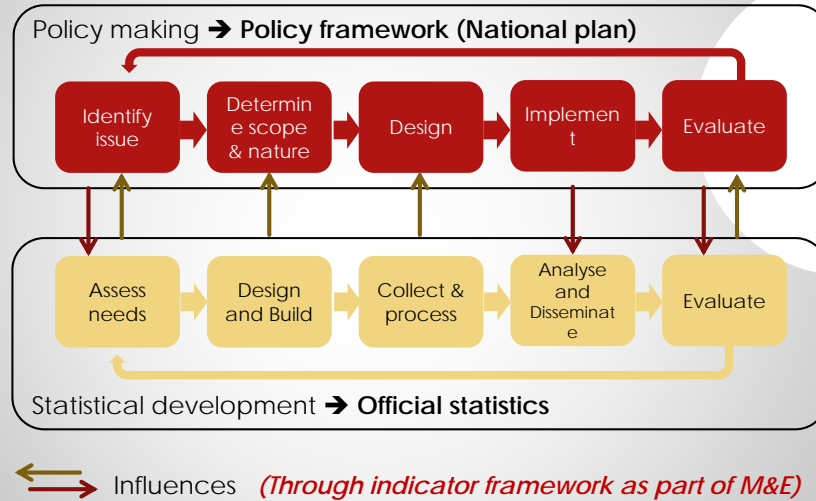 Policy making ➔ Policy framework (National plan)
Identify
issue
Determin
e scope
& nature
Design
Implemen
t
Evaluate
Assess
needs
Design
and Build
Collect &
process
Analyse
and
Disseminat
e
Evaluate
Statistical development ➔ Official statistics
Influences (Through indicator framework as part of M&E)